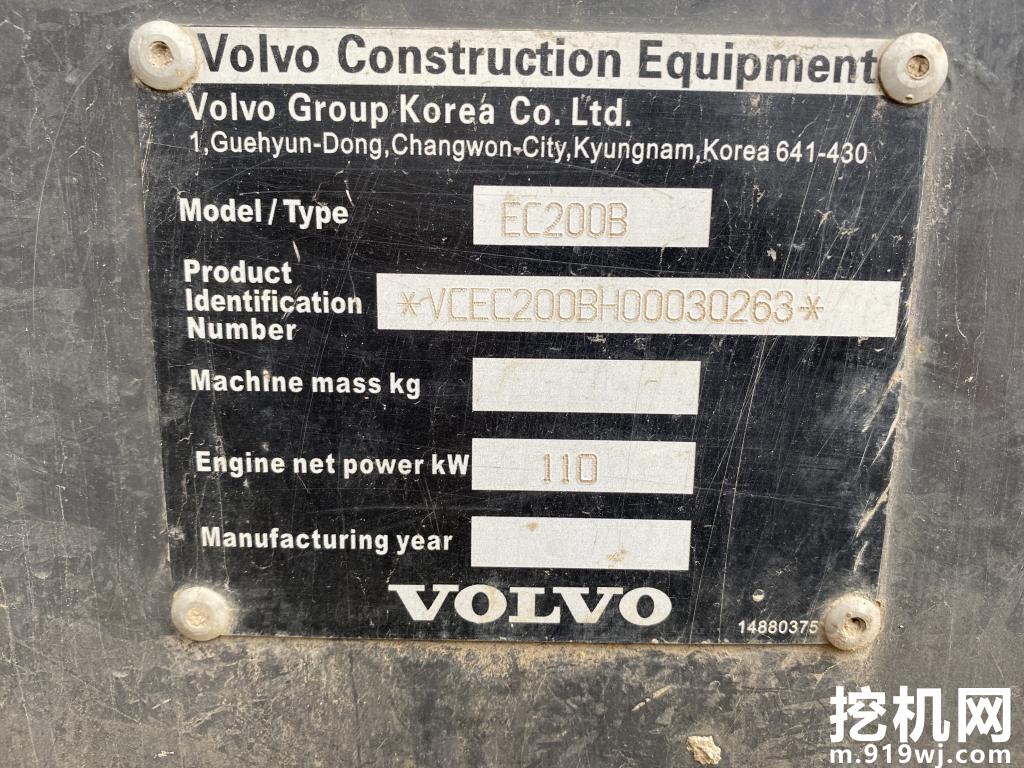 Volvo Construction Equipment
Volvo Group Korea Co. Ltd.
1,Guehyun-Dong,Changwon-City,Kyungnam,Korea 641-430
Model / Type EC200B
Product
Identification
Number
*VCEC200BH00030263*
Machine mass kg
Engine net power kW 110
Manufacturing year
VOLVO
14880375
挖机网
m.919wj.com